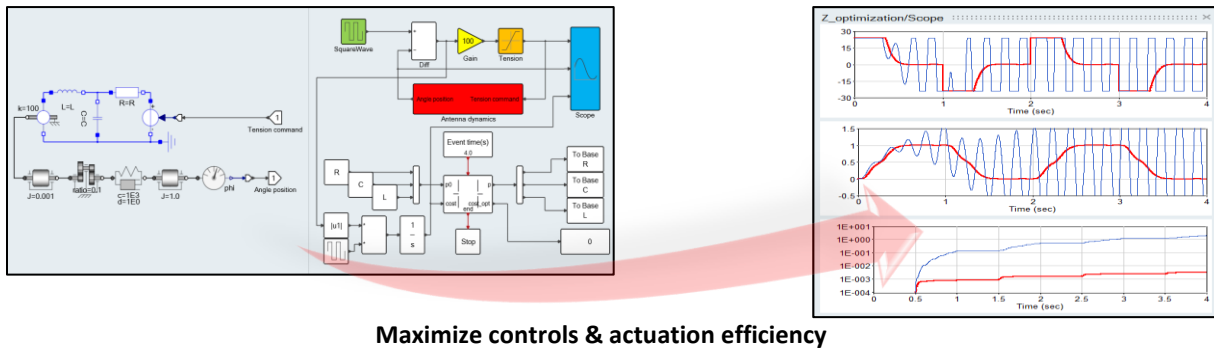 k=100
L=L
C=C
R=R
1
Tension command
J=0.001
ratio=0.1
c=1E3
d=1E0
J=1.0
phi
1
Angle position
SquareWave
+
-
Diff
100
Gain
Tension
Scope
Angle position
Tension command
Antenna dynamics
Event time(s)
4.0
R
C
L
p0
p
cost
cost_opt
end
To Base
R
To Base
C
To Base
L
|u1|
+
+
1
s
Stop
0
Z_optimization/Scope
30
15
0
-15
-30
0
1
2
3
4
Time (sec)
1.5
1
0.5
0
-0.5
0
1
2
3
4
Time (sec)
1E+001
1E+000
1E-001
1E-002
1E-003
1E-004
0
0.5
1
1.5
2
2.5
3
3.5
4
Time (sec)
Maximize controls & actuation efficiency